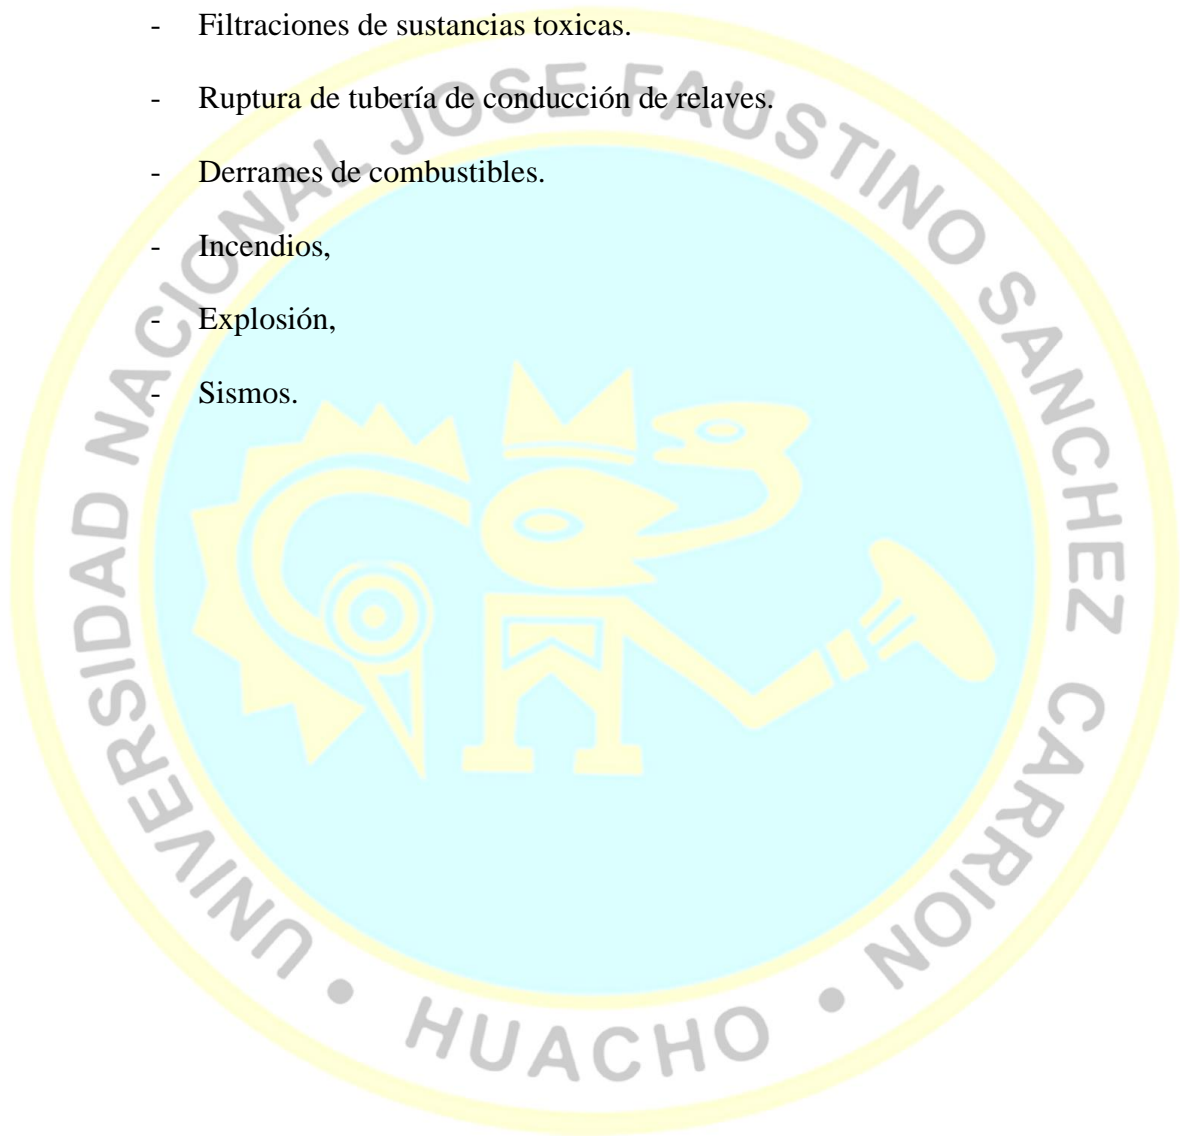 - Filtraciones de sustancias toxicas.
- Ruptura de tubería de conducción de relaves.
- Derrames de combustibles.
- Incendios,
- Explosión,
- Sismos.
UNIVERSIDAD NACIONAL JOSE FAUSTINO SANCHEZ CARRION • HUACHO •